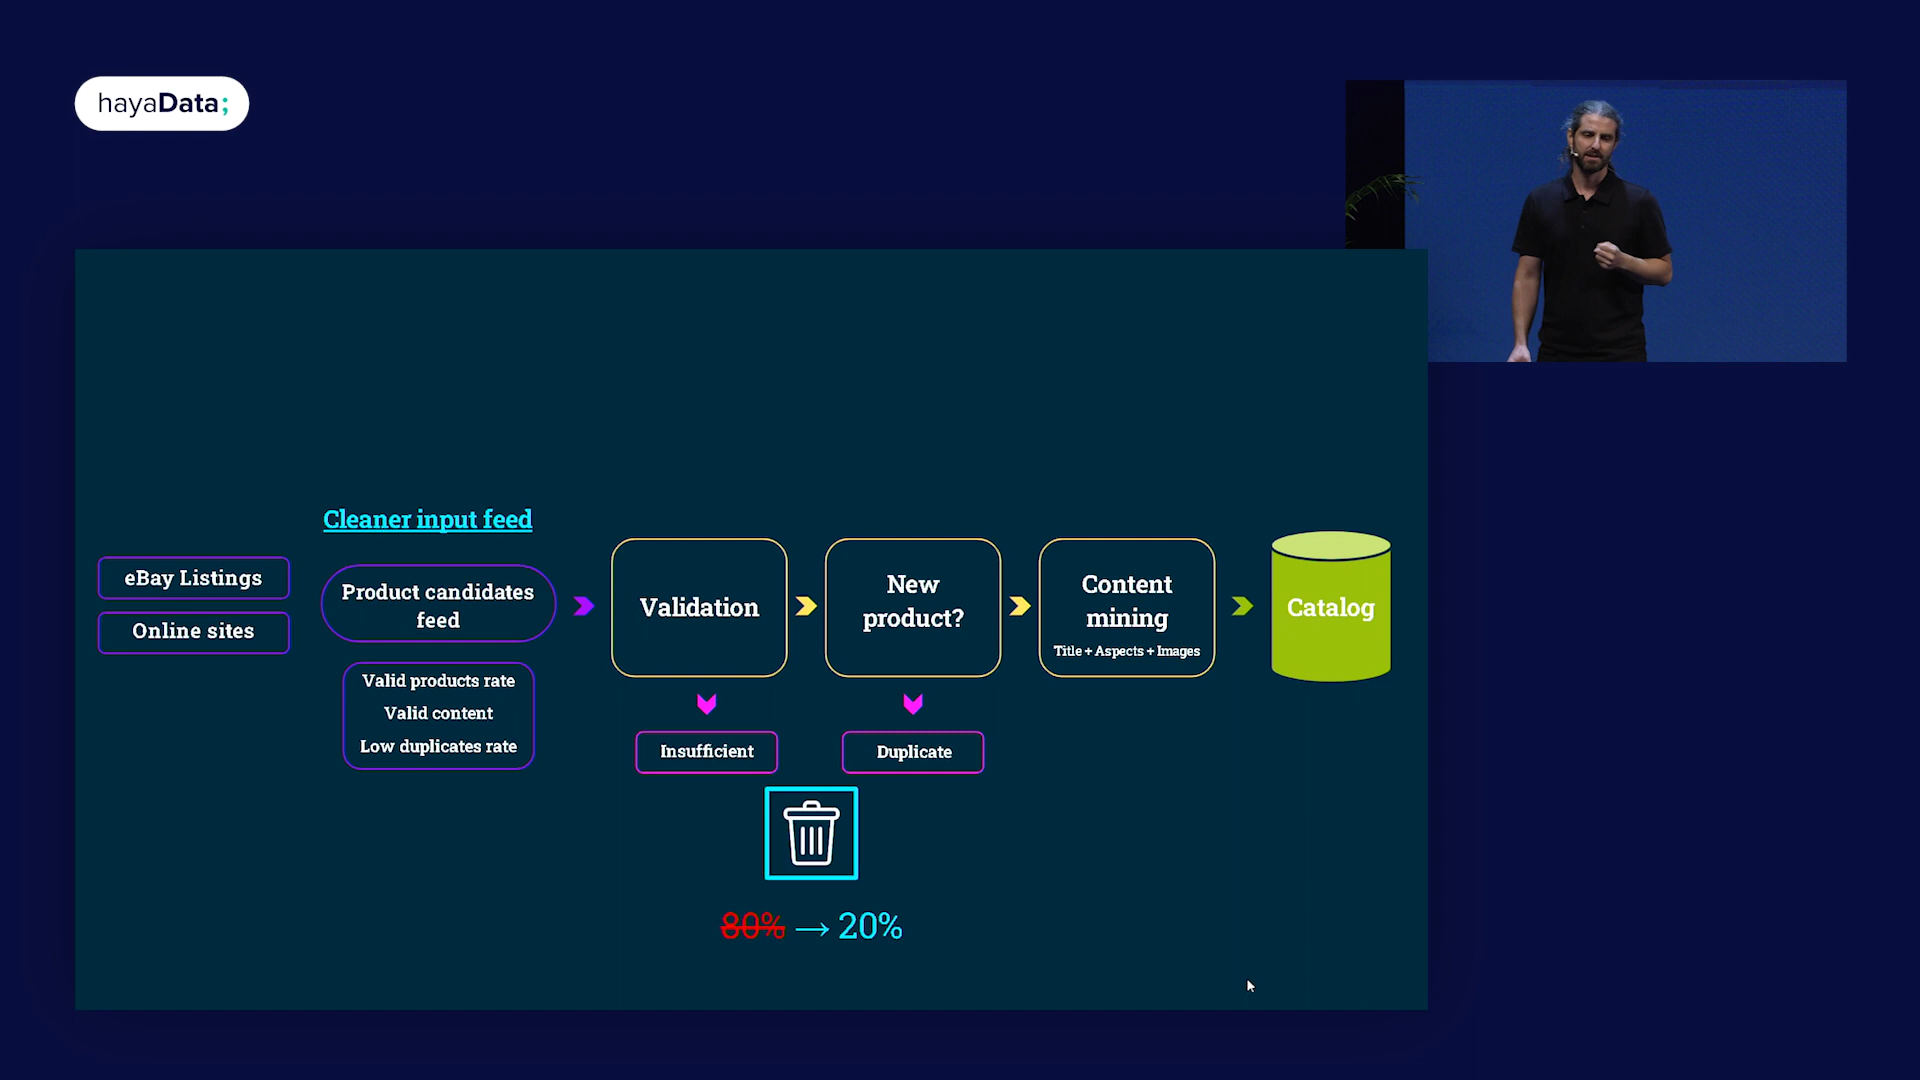 hayaData;
Cleaner input feed
eBay Listings
Online sites
Product candidates
feed
Valid products rate
Valid content
Low duplicates rate
Validation
New
product?
Content
mining
Title + Aspects + Images
Catalog
Insufficient
Duplicate
80% → 20%